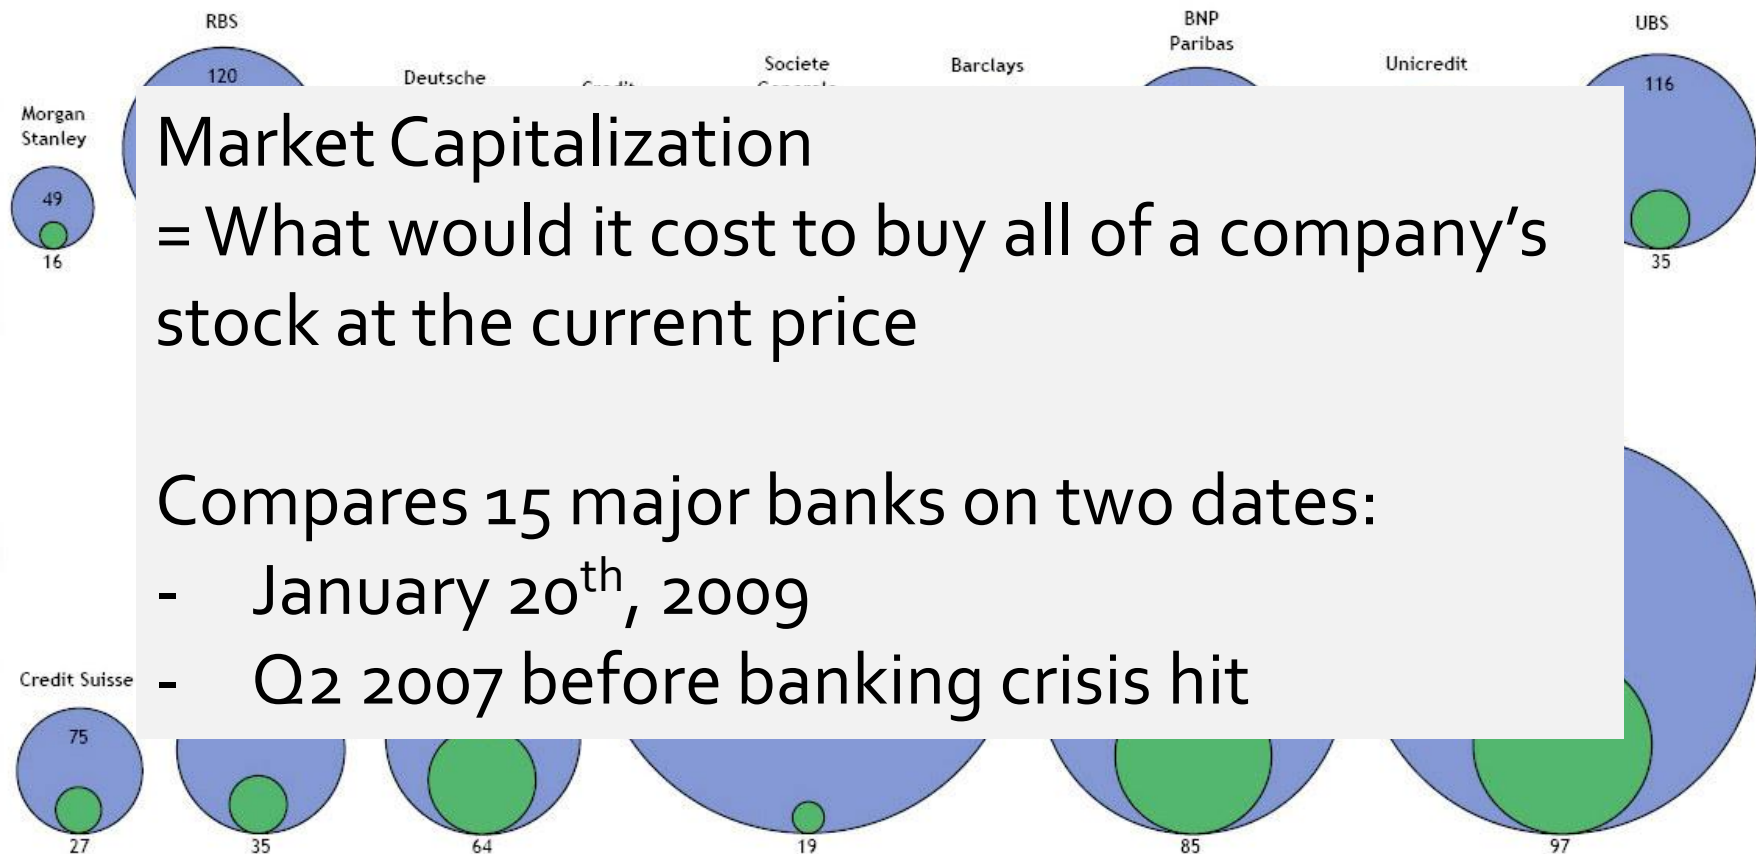 RBS
BNP
Paribas
UBS
120
Deutsche
Societe
Barclays
Unicredit
116
Morgan
Stanley
49
16
35
Market Capitalization
= What would it cost to buy all of a company's
stock at the current price
Compares 15 major banks on two dates:
- January 20th, 2009
- Q2 2007 before banking crisis hit
Credit Suisse
75
27
35
64
19
85
97